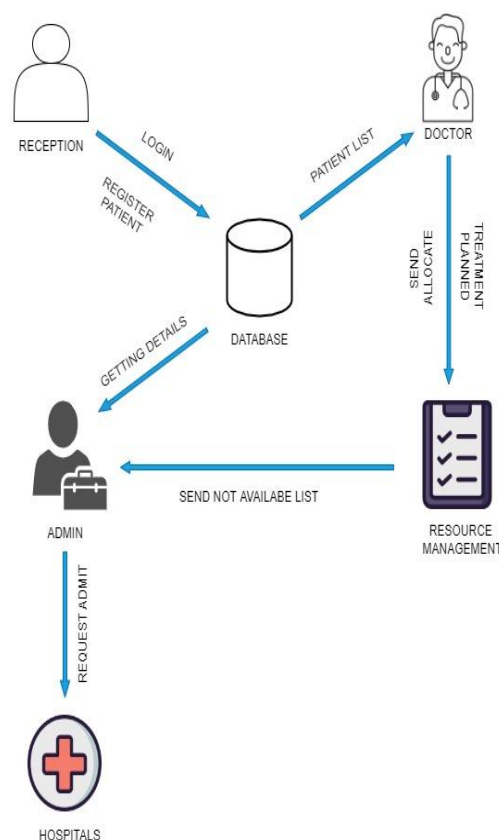 RECEPTION
DOCTOR
LOGIN
REGISTER
PATIENT
PATIENT LIST
DATABASE
SEND
ALLOCATE
TREATMENT
PLANNED
GETTING DETAILS
ADMIN
SEND NOT AVAILABE LIST
RESOURCE
MANAGEMENT
REQUEST ADMIT
HOSPITALS